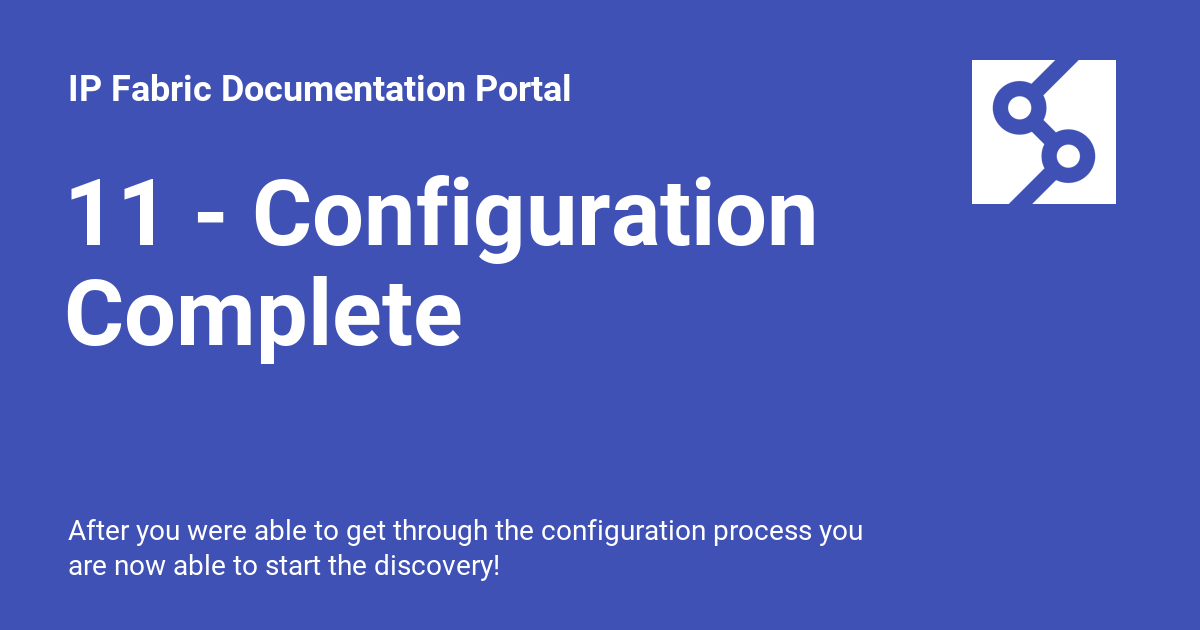 IP Fabric Documentation Portal
11 - Configuration
Complete
After you were able to get through the configuration process you
are now able to start the discovery!